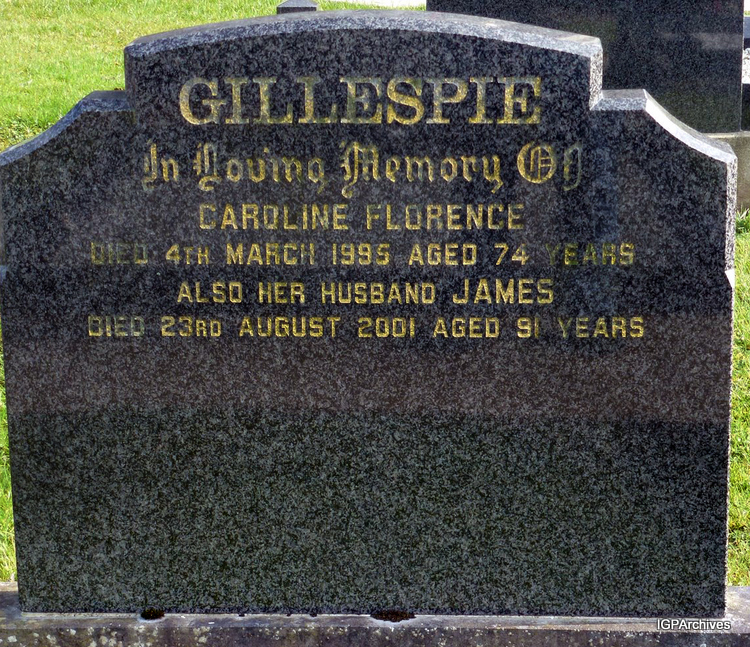 GILLESPIE
In Loving Memory Of
CAROLINE FLORENCE
DIED 4TH MARCH 1995 AGED 74 YEARS
ALSO HER HUSBAND JAMES
DIED 23RD AUGUST 2001 AGED 91 YEARS
IGPArchives